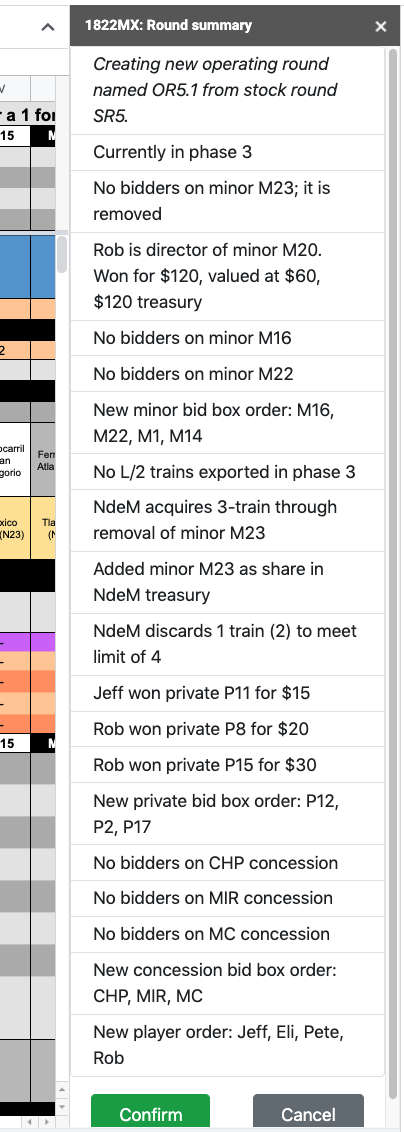 1822MX: Round summary
×
Creating new operating round
named OR5.1 from stock round
SR5.
Currently in phase 3
No bidders on minor M23; it is
removed
Rob is director of minor M20.
Won for $120, valued at $60,
$120 treasury
No bidders on minor M16
No bidders on minor M22
New minor bid box order: M16,
M22, M1, M14
No L/2 trains exported in phase 3
NdeM acquires 3-train through
removal of minor M23
Added minor M23 as share in
NdeM treasury
NdeM discards 1 train (2) to meet
limit of 4
Jeff won private P11 for $15
Rob won private P8 for $20
Rob won private P15 for $30
New private bid box order: P12,
P2, P17
No bidders on CHP concession
No bidders on MIR concession
No bidders on MC concession
New concession bid box order:
CHP, MIR, MC
New player order: Jeff, Eli, Pete,
Rob
Confirm
Cancel
V
a 1 for
15
2
ocarril
an
gorio
Ferr
Atla
xico
(N23)
Tla
(N
-
-
-
-
-
15